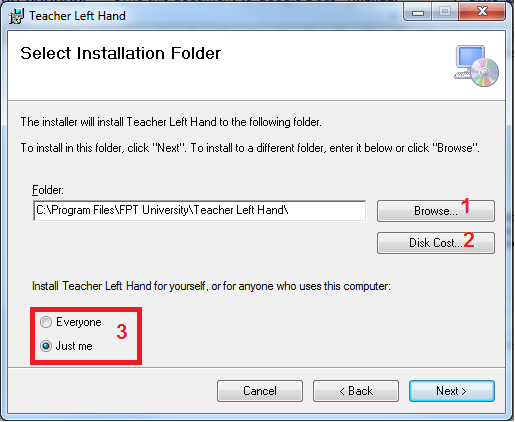 Teacher Left Hand
Select Installation Folder
The installer will install Teacher Left Hand to the following folder.
To install in this folder, click "Next". To install to a different folder, enter it below or click "Browse".
Folder:
C:\Program Files\FPT University\Teacher Left Hand\
Browse... 1
Disk Cost... 2
Install Teacher Left Hand for yourself, or for anyone who uses this computer:
Everyone
3
Just me
Cancel
< Back
Next >